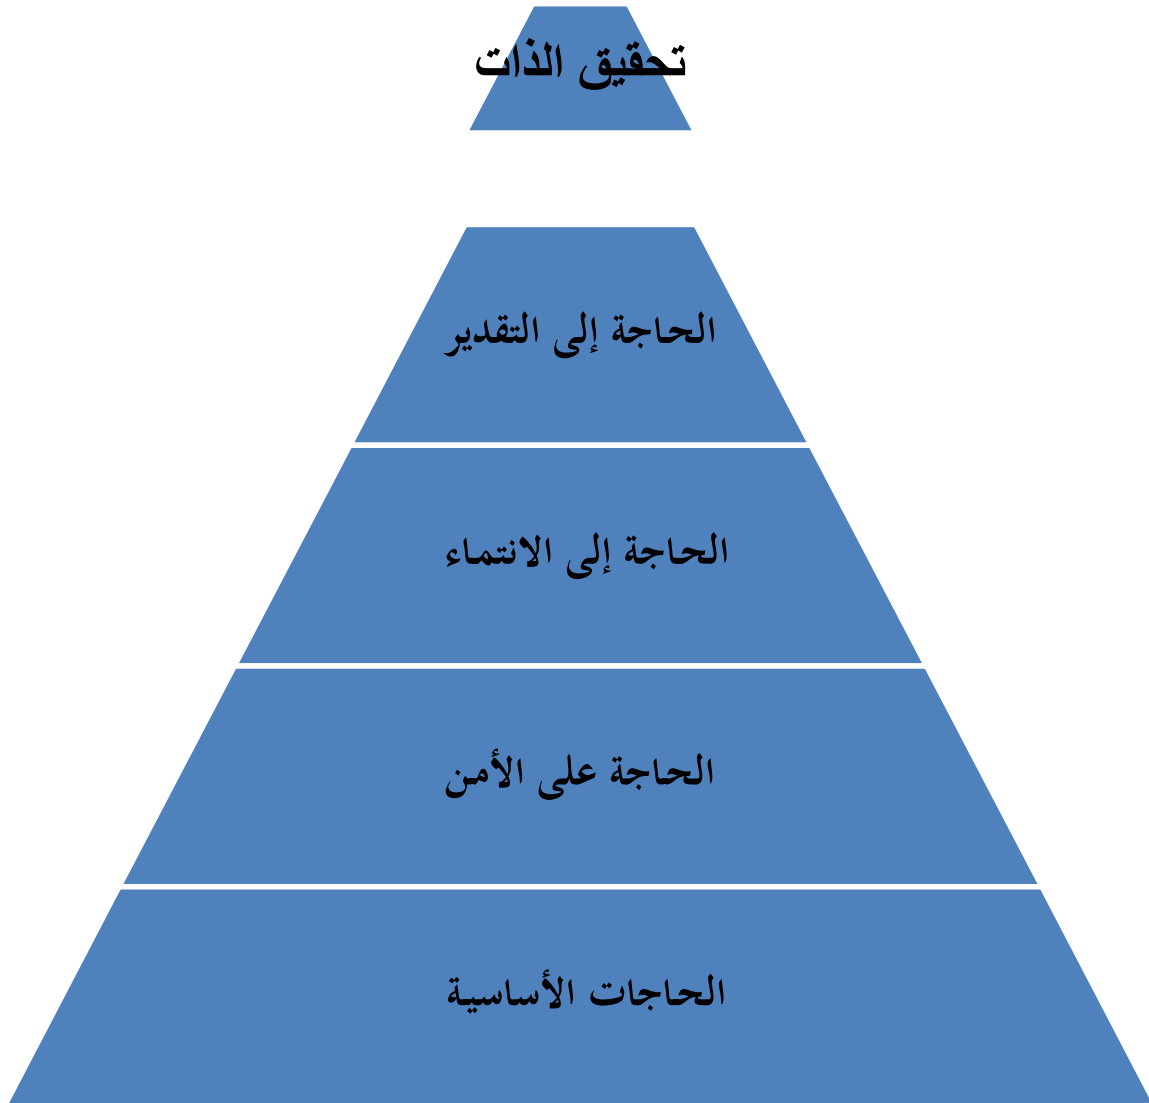 تحقيق الذات
الحاجة إلى التقدير
الحاجة إلى الانتماء
الحاجة على الأمن
الحاجات الأساسية